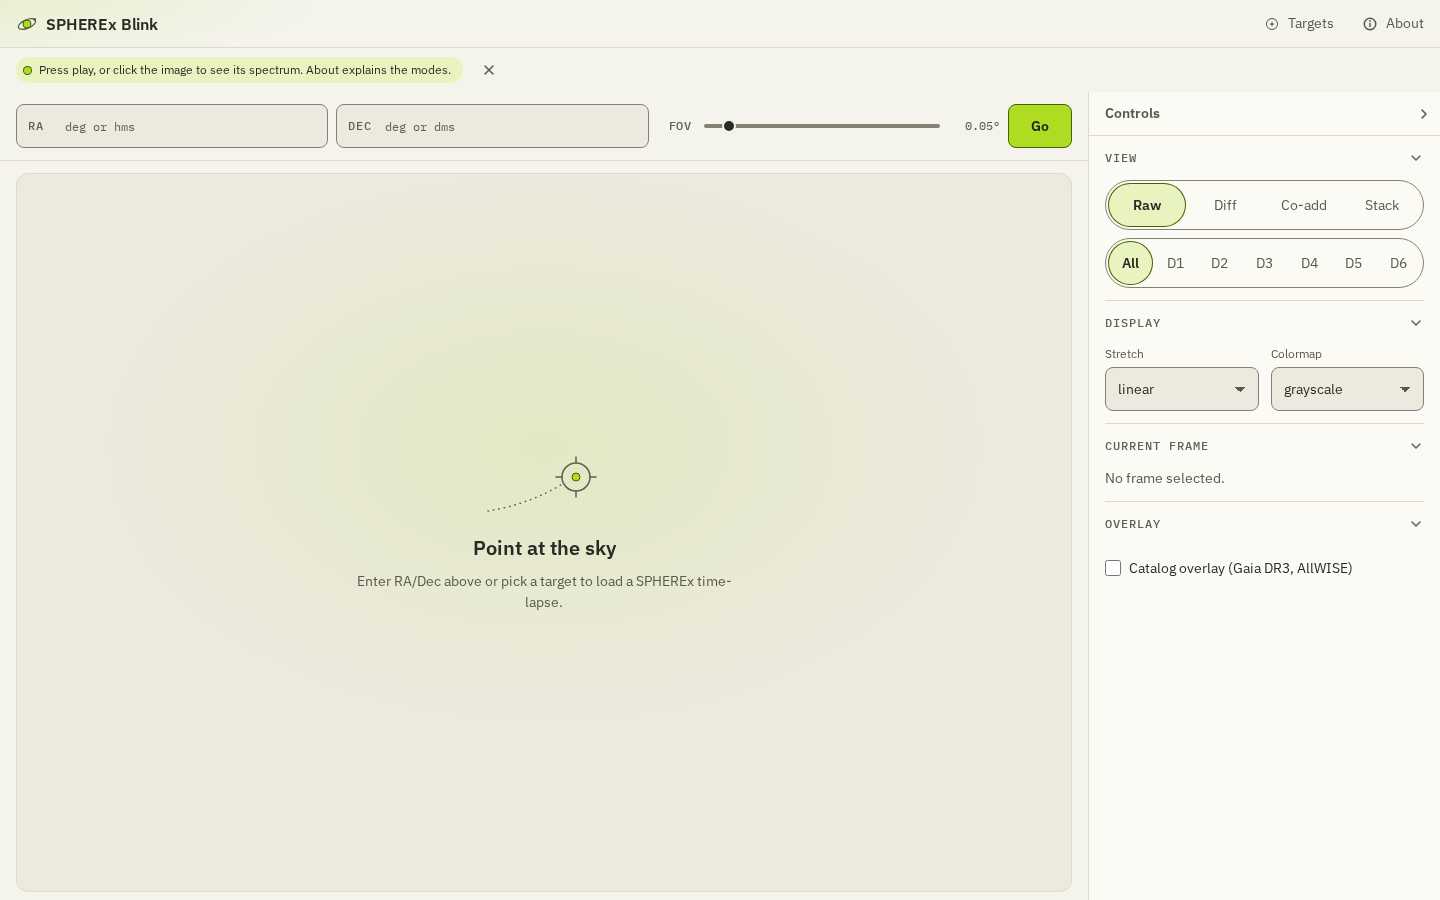 SPHEREx Blink
Targets
About
Press play, or click the image to see its spectrum. About explains the modes.
RA deg or hms
DEC deg or dms
FOV
0.05°
Go
Point at the sky
Enter RA/Dec above or pick a target to load a SPHEREx time-
lapse.
Controls
VIEW
Raw Diff Co-add Stack
All D1 D2 D3 D4 D5 D6
DISPLAY
Stretch Colormap
linear grayscale
CURRENT FRAME
No frame selected.
OVERLAY
Catalog overlay (Gaia DR3, AllWISE)